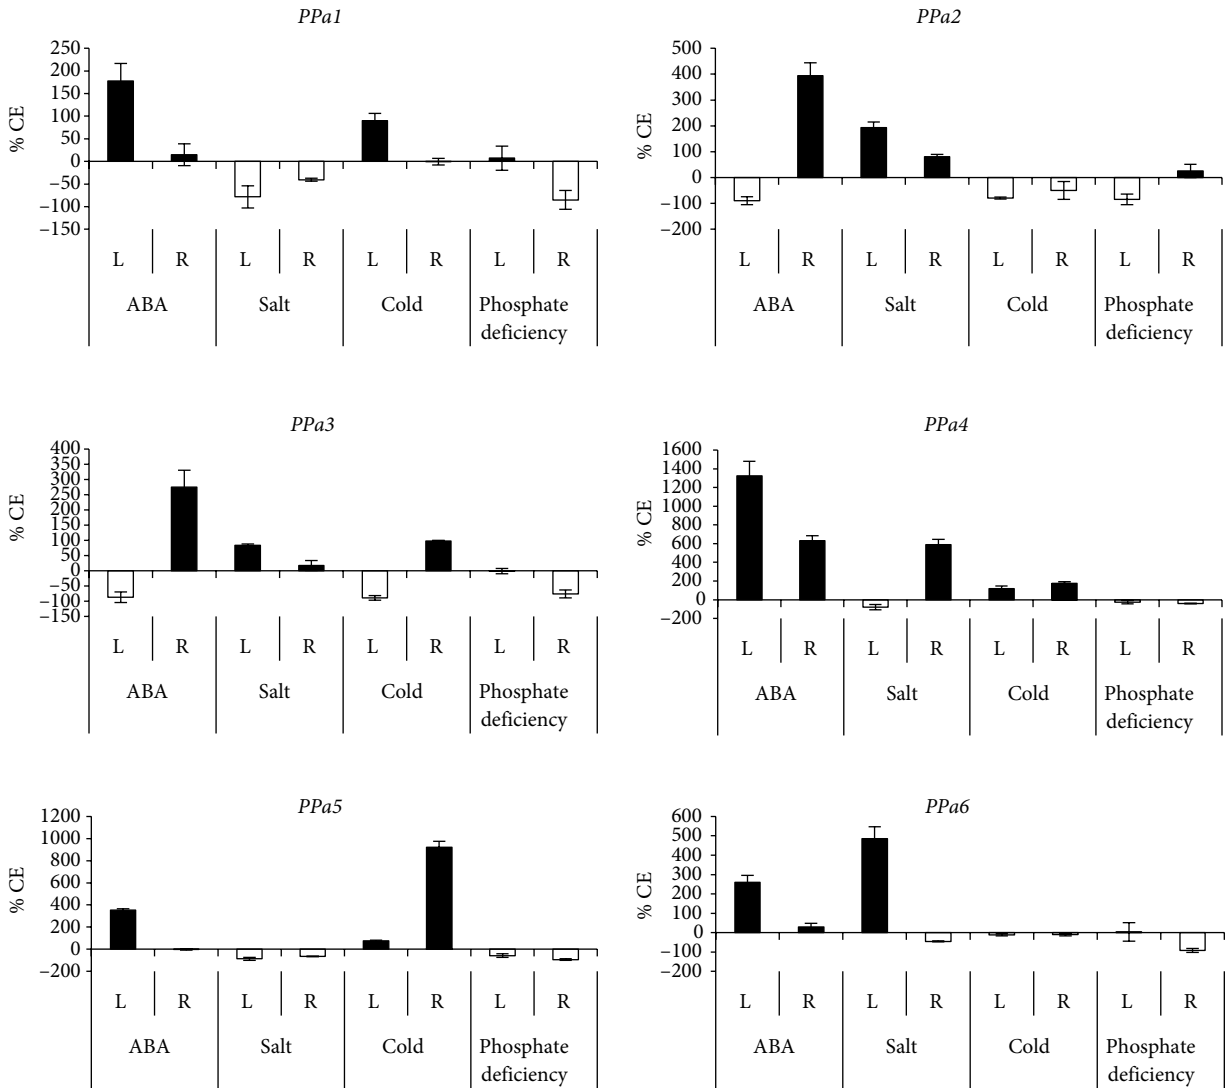 PPa1
% CE
250
200
150
100
50
0
−50
−100
−150
L R L R L R L R
ABA Salt Cold Phosphate
deficiency
PPa2
% CE
500
400
300
200
100
0
−100
−200
L R L R L R L R
ABA Salt Cold Phosphate
deficiency
PPa3
% CE
400
350
300
250
200
150
100
50
0
−50
−100
−150
L R L R L R L R
ABA Salt Cold Phosphate
deficiency
PPa4
% CE
1600
1400
1200
1000
800
600
400
200
0
−200
L R L R L R L R
ABA Salt Cold Phosphate
deficiency
PPa5
% CE
1200
1000
800
600
400
200
0
−200
L R L R L R L R
ABA Salt Cold Phosphate
deficiency
PPa6
% CE
600
500
400
300
200
100
0
−100
−200
L R L R L R L R
ABA Salt Cold Phosphate
deficiency